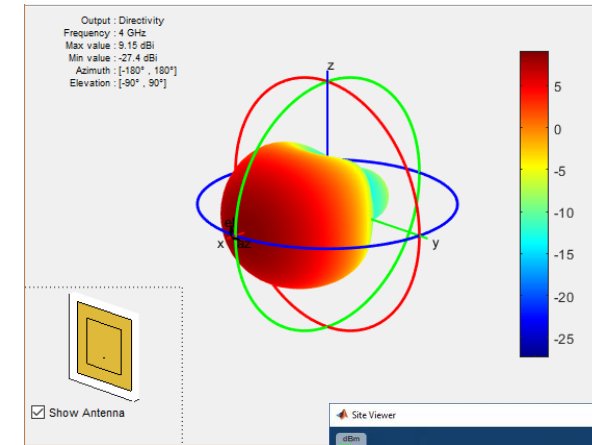 Output : Directivity
Frequency : 4 GHz
Max value : 9.15 dBi
Min value : -27.4 dBi
Azimuth : [-180° , 180°]
Elevation : [-90° , 90°]
z
x
az
y
5
0
-5
-10
-15
-20
-25
Show Antenna
Site Viewer
dBm